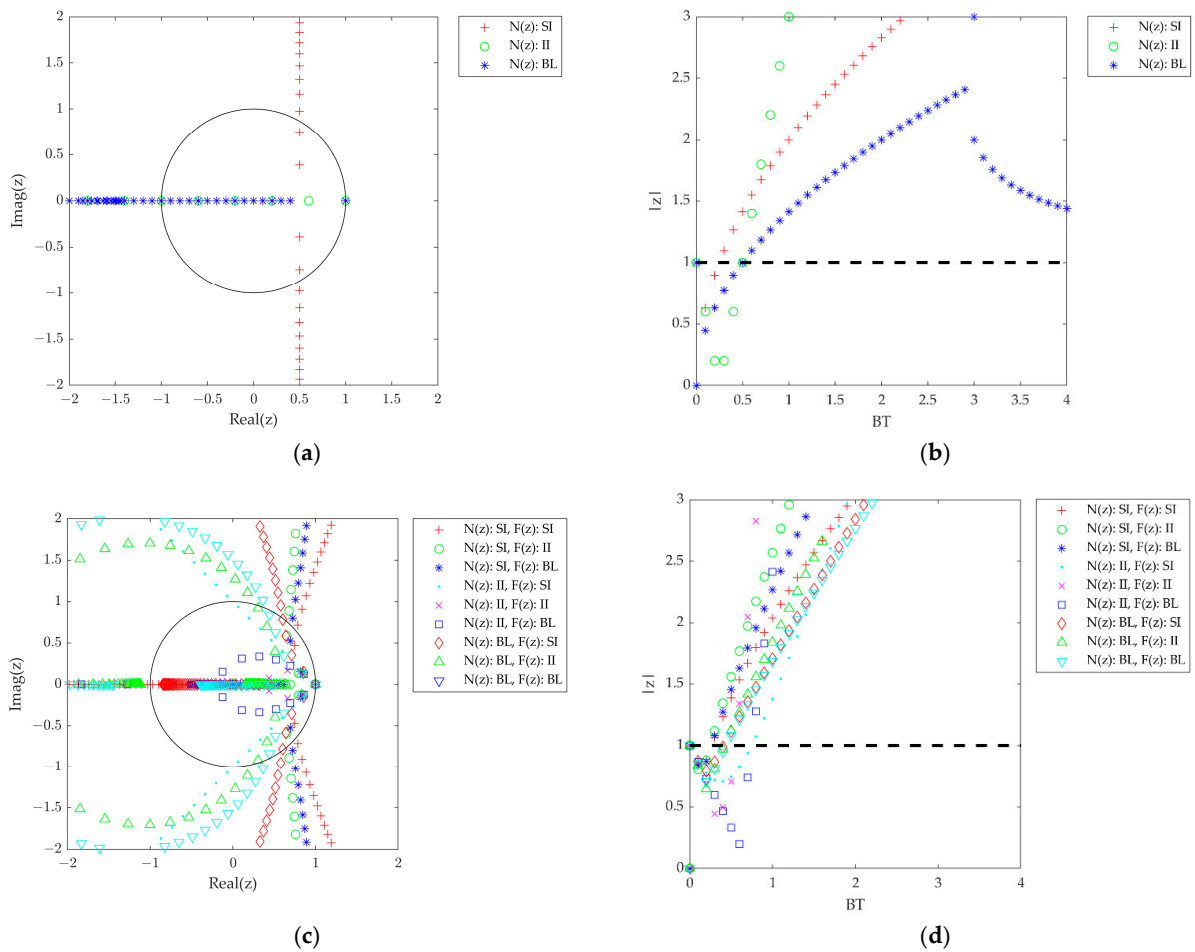 2
1.5
1
0.5
0
−0.5
−1
−1.5
−2
Imag(z)
−2 −1.5 −1 −0.5 0 0.5 1 1.5 2
Real(z)
N(z): SI
N(z): II
N(z): BL
(a)
3
2.5
2
1.5
1
0.5
0
|z|
0 0.5 1 1.5 2 2.5 3 3.5 4
BT
N(z): SI
N(z): II
N(z): BL
(b)
2
1.5
1
0.5
0
−0.5
−1
−1.5
−2
Imag(z)
−2 −1 0 1 2
Real(z)
N(z): SI, F(z): SI
N(z): SI, F(z): II
N(z): SI, F(z): BL
N(z): II, F(z): SI
N(z): II, F(z): II
N(z): II, F(z): BL
N(z): BL, F(z): SI
N(z): BL, F(z): II
N(z): BL, F(z): BL
(c)
3
2.5
2
1.5
1
0.5
0
|z|
0 1 2 3 4
BT
N(z): SI, F(z): SI
N(z): SI, F(z): II
N(z): SI, F(z): BL
N(z): II, F(z): SI
N(z): II, F(z): II
N(z): II, F(z): BL
N(z): BL, F(z): SI
N(z): BL, F(z): II
N(z): BL, F(z): BL
(d)